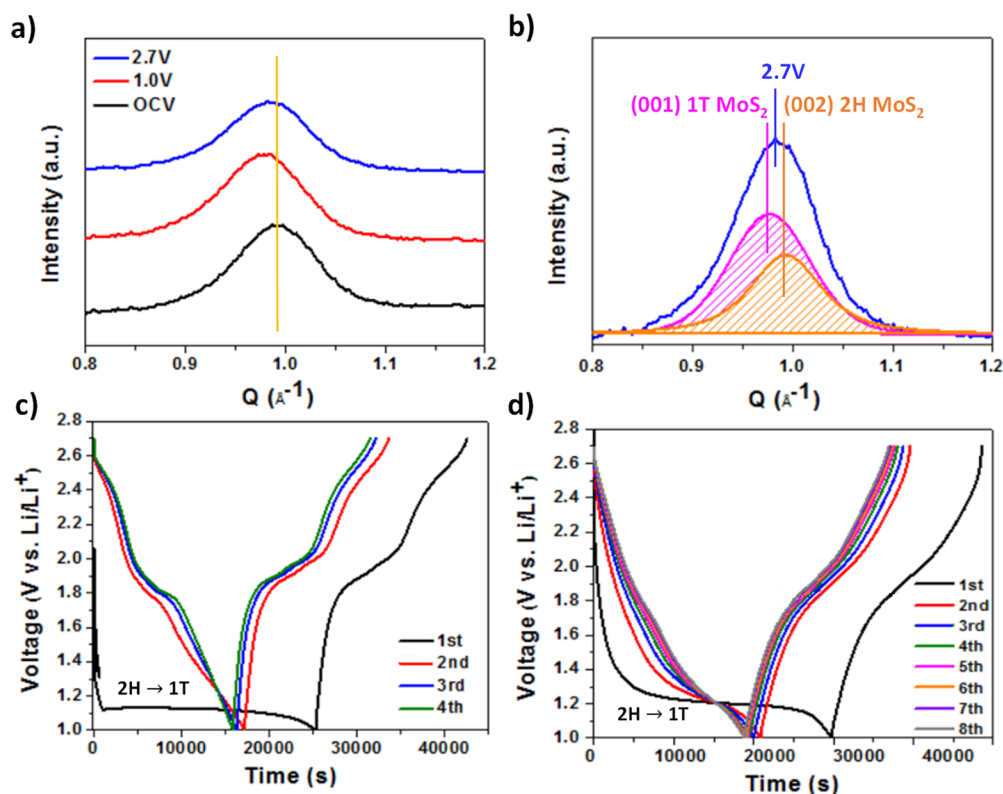 a)
2.7V
1.0V
OCV
Intensity (a.u.)
0.8 0.9 1.0 1.1 1.2
Q (Å⁻¹)
b)
2.7V
(001) 1T MoS₂
(002) 2H MoS₂
Intensity (a.u.)
0.8 0.9 1.0 1.1 1.2
Q (Å⁻¹)
c)
Voltage (V vs. Li/Li⁺)
2.8
2.6
2.4
2.2
2.0
1.8
1.6
1.4
1.2
1.0
2H → 1T
1st
2nd
3rd
4th
0 10000 20000 30000 40000
Time (s)
d)
Voltage (V vs. Li/Li⁺)
2.8
2.6
2.4
2.2
2.0
1.8
1.6
1.4
1.2
1.0
2H → 1T
1st
2nd
3rd
4th
5th
6th
7th
8th
0 10000 20000 30000 40000
Time (s)